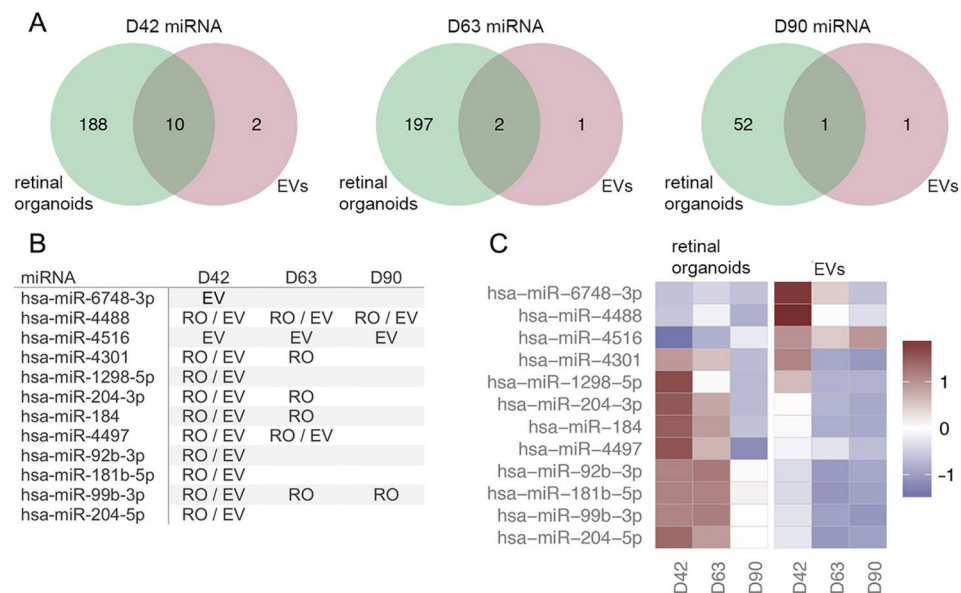 A
D42 miRNA
D63 miRNA
D90 miRNA
188
10
2
retinal
organoids
EVs
197
2
1
retinal
organoids
EVs
52
1
1
retinal
organoids
EVs
B
miRNA D42 D63 D90
hsa-miR-6748-3p EV
hsa-miR-4488 RO / EV RO / EV RO / EV
hsa-miR-4516 EV EV EV
hsa-miR-4301 RO / EV RO
hsa-miR-1298-5p RO / EV
hsa-miR-204-3p RO / EV RO
hsa-miR-184 RO / EV RO
hsa-miR-4497 RO / EV RO / EV
hsa-miR-92b-3p RO / EV
hsa-miR-181b-5p RO / EV
hsa-miR-99b-3p RO / EV RO RO
hsa-miR-204-5p RO / EV
C
retinal
organoids
EVs
hsa−miR−6748−3p
hsa−miR−4488
hsa−miR−4516
hsa−miR−4301
hsa−miR−1298−5p
hsa−miR−204−3p
hsa−miR−184
hsa−miR−4497
hsa−miR−92b−3p
hsa−miR−181b−5p
hsa−miR−99b−3p
hsa−miR−204−5p
D42 D63 D90 D42 D63 D90
1
0
−1